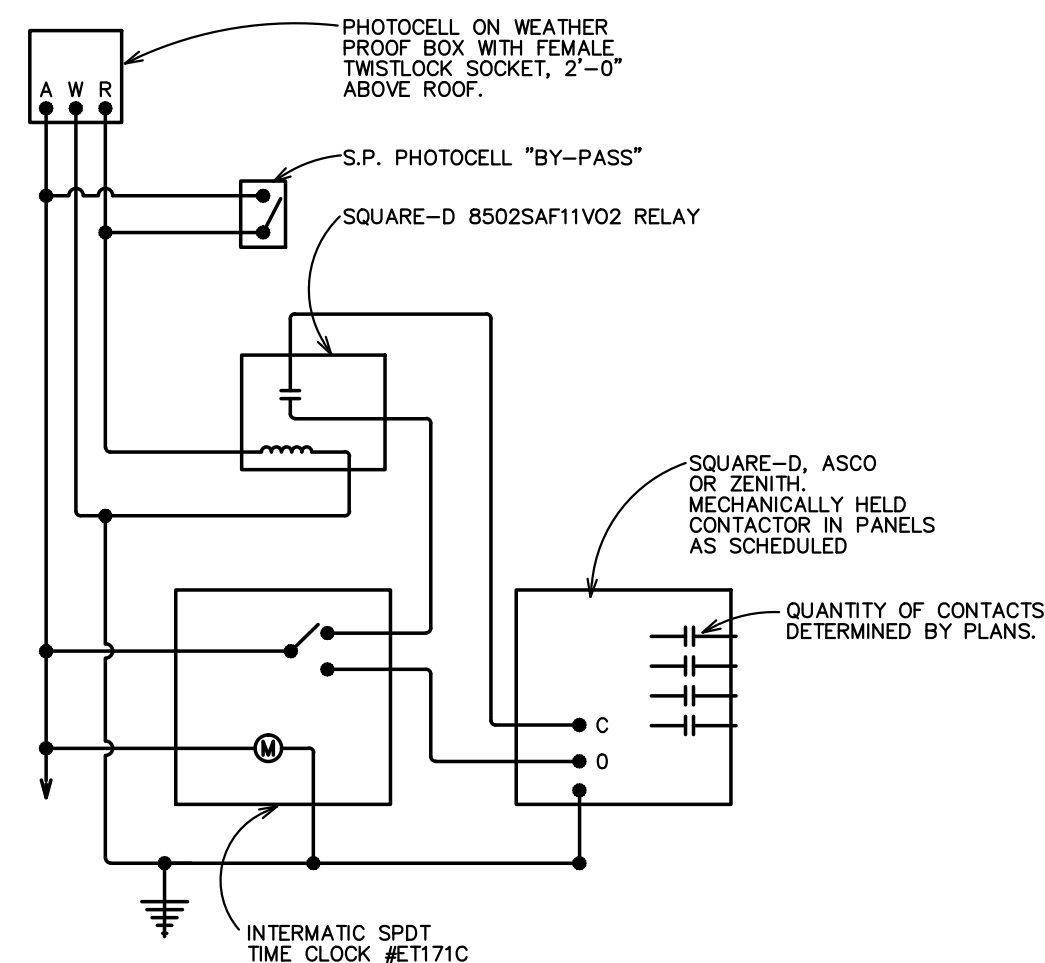 PHOTOCELL ON WEATHER
PROOF BOX WITH FEMALE
TWISTLOCK SOCKET, 2'-0"
ABOVE ROOF.
A W R
S.P. PHOTOCELL "BY-PASS"
SQUARE-D 8502SAF11VO2 RELAY
SQUARE-D, ASCO
OR ZENITH.
MECHANICALLY HELD
CONTACTOR IN PANELS
AS SCHEDULED
QUANTITY OF CONTACTS
DETERMINED BY PLANS.
C
O
M
INTERMATIC SPDT
TIME CLOCK #ET171C